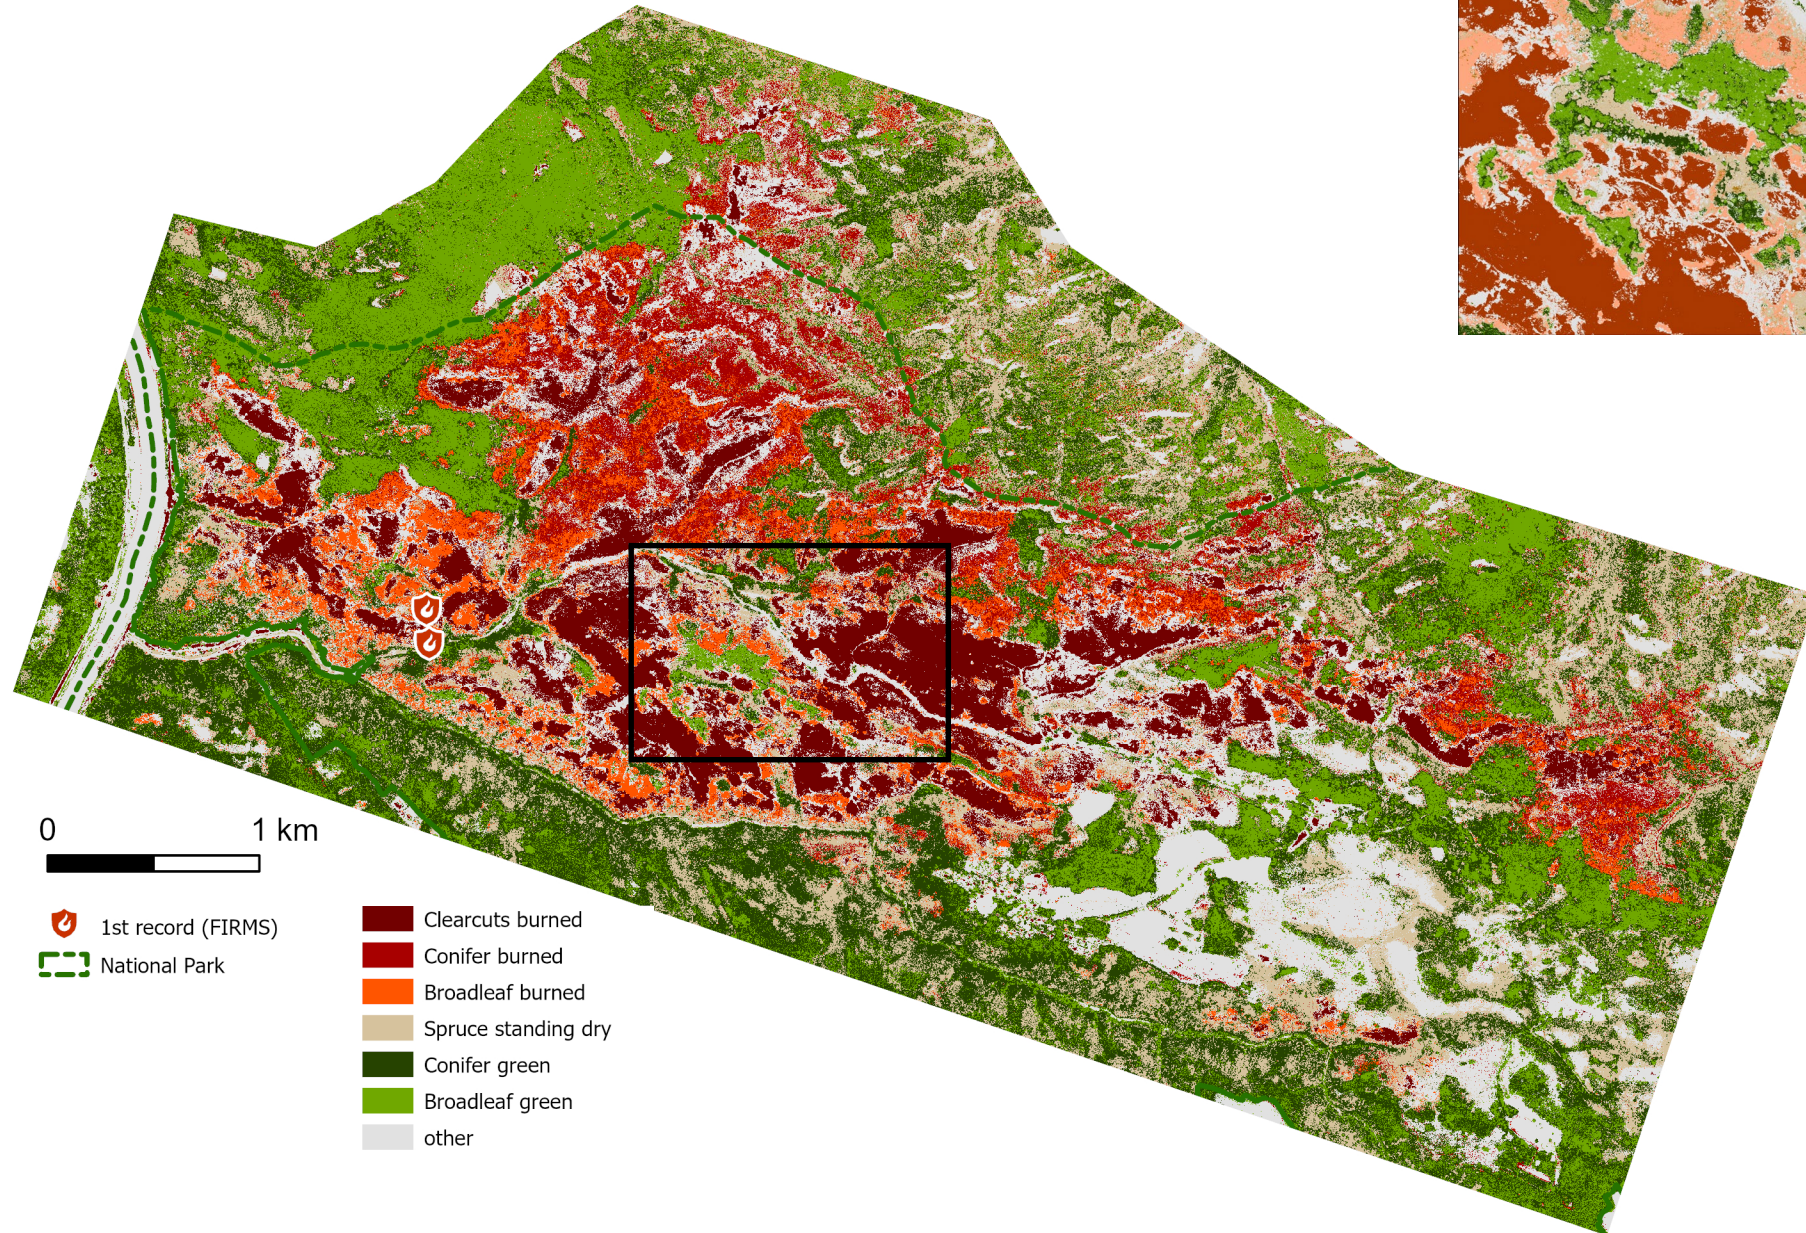 0 1 km
1st record (FIRMS)
National Park
Clearcuts burned
Conifer burned
Broadleaf burned
Spruce standing dry
Conifer green
Broadleaf green
other